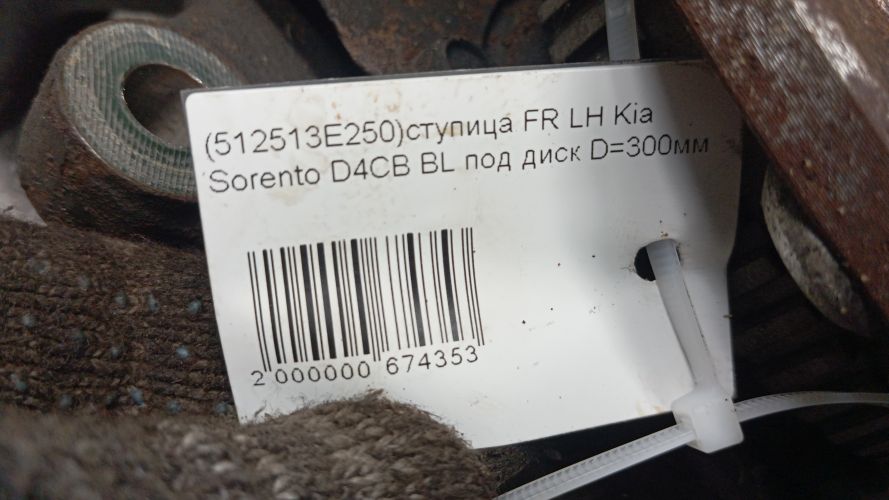 (512513E250)ступица FR LH Kia
Sorento D4CB BL под диск D=300мм
2 000000 674353